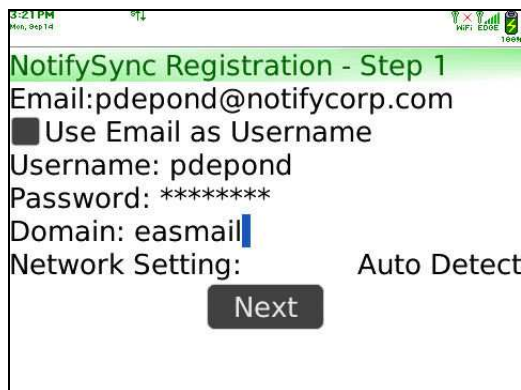 3:21 PM
Mon, Sep 14
WiFi EDGE
100%
NotifySync Registration - Step 1
Email:pdepond@notifycorp.com
Use Email as Username
Username: pdepond
Password: ********
Domain: easmail
Network Setting: Auto Detect
Next